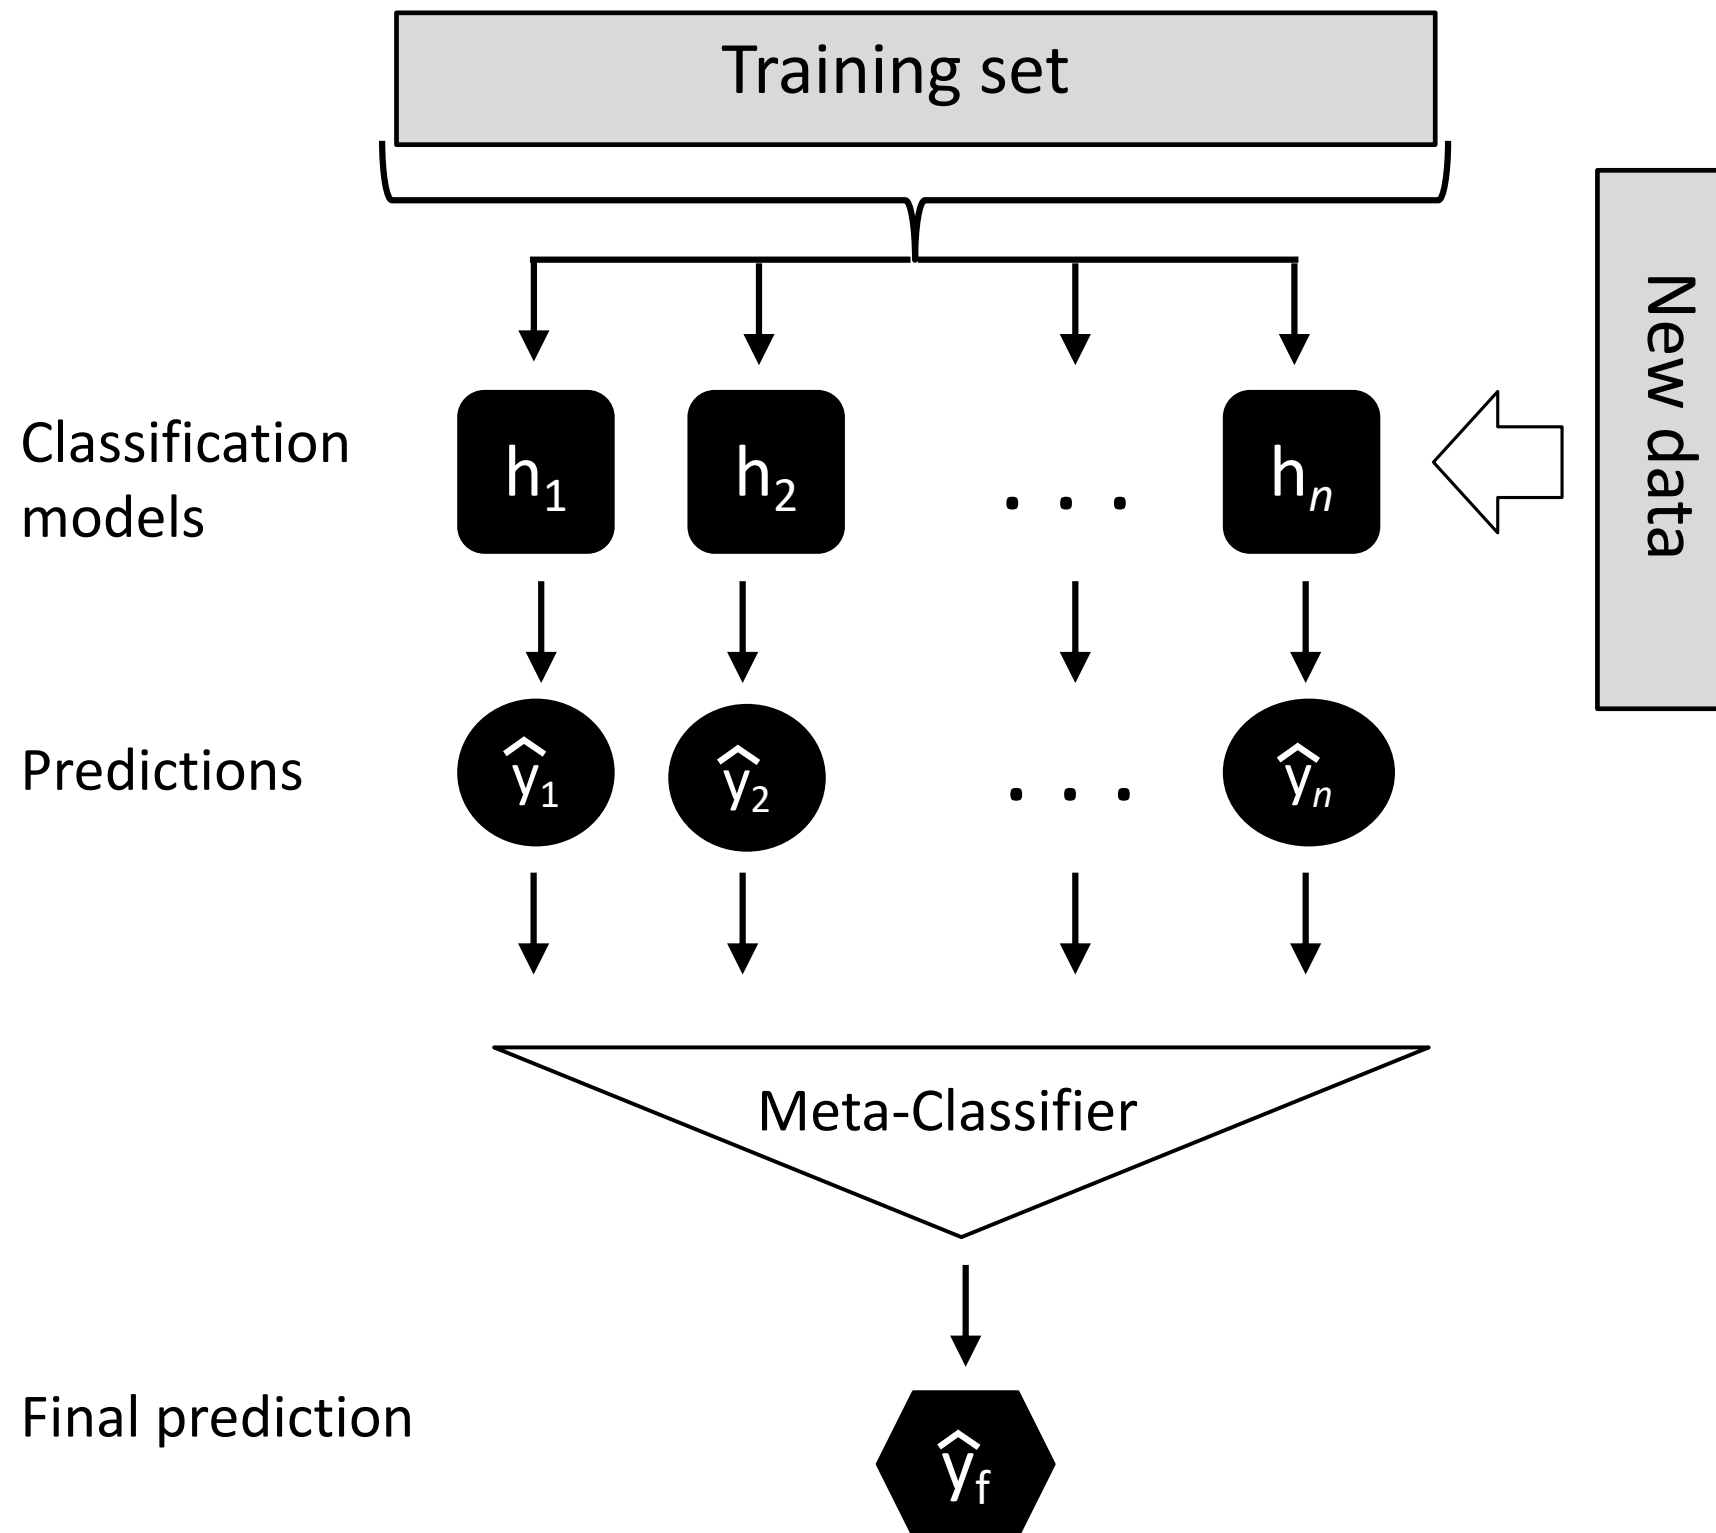 Training set
New data
Classification
models
h₁ h₂ . . . hₙ
Predictions
ŷ₁ ŷ₂ . . . ŷₙ
Meta-Classifier
Final prediction
ŷf